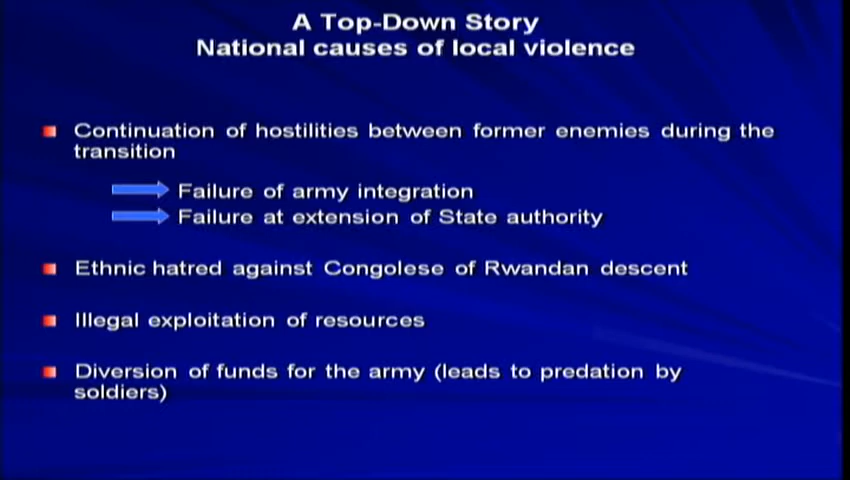 A Top-Down Story
National causes of local violence
Continuation of hostilities between former enemies during the
transition
Failure of army integration
Failure at extension of State authority
Ethnic hatred against Congolese of Rwandan descent
Illegal exploitation of resources
Diversion of funds for the army (leads to predation by
soldiers)